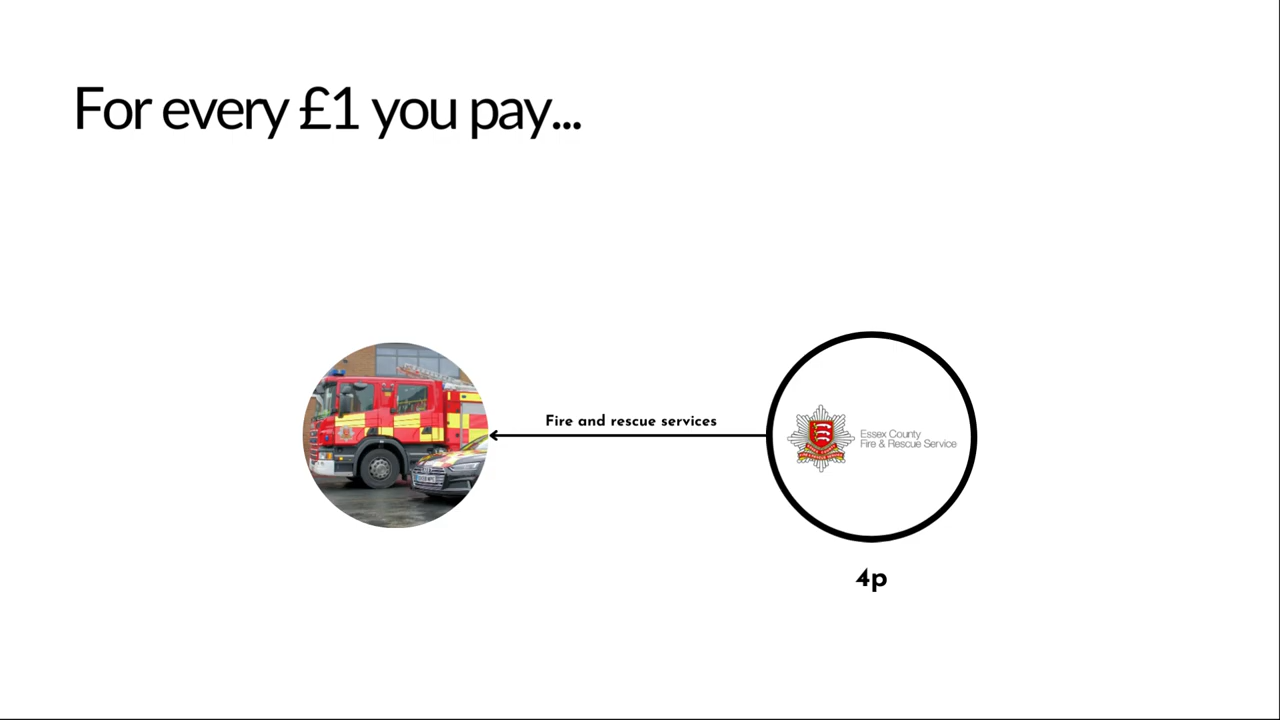 For every £1 you pay...
Fire and rescue services
Essex County
Fire & Rescue Service
4p